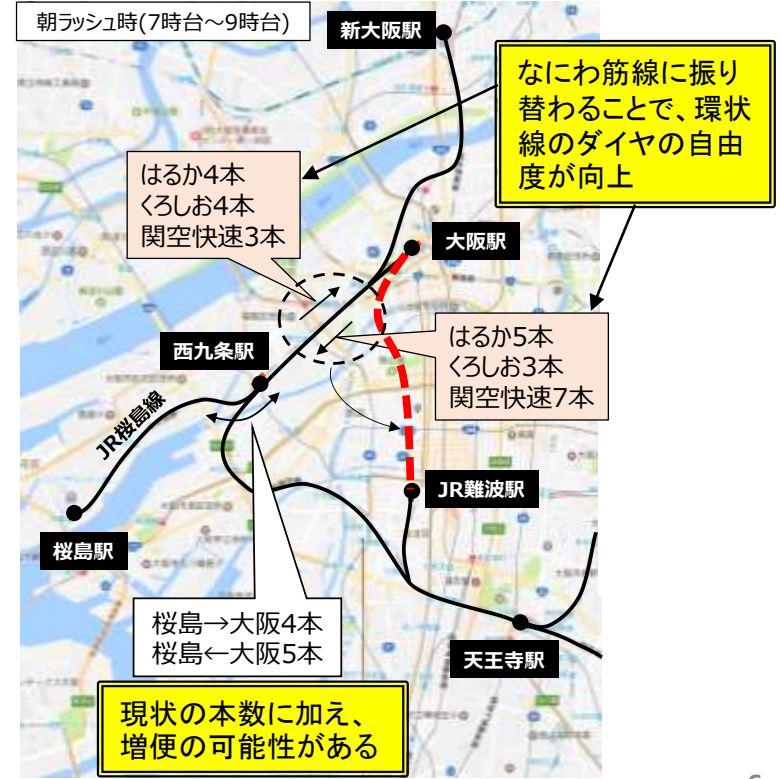 朝ラッシュ時(7時台～9時台)
新大阪駅
なにわ筋線に振り
替わることで、環状
線のダイヤの自由
度が向上
はるか4本
くろしお4本
関空快速3本
大阪駅
はるか5本
くろしお3本
関空快速7本
西九条駅
JR桜島線
JR難波駅
桜島駅
桜島→大阪4本
桜島←大阪5本
天王寺駅
現状の本数に加え、
増便の可能性がある